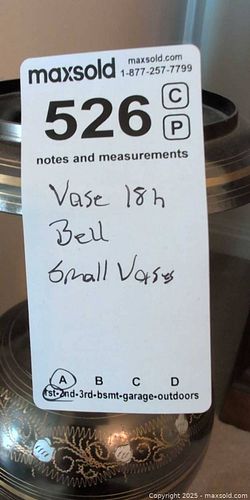 maxsold maxsold.com
1-877-257-7799
526 C
P
notes and measurements
Vase 18h
Bell
Small Vases
A B C D
1st-2nd-3rd-bsmt-garage-outdoors
Copyright 2025 - maxsold.com